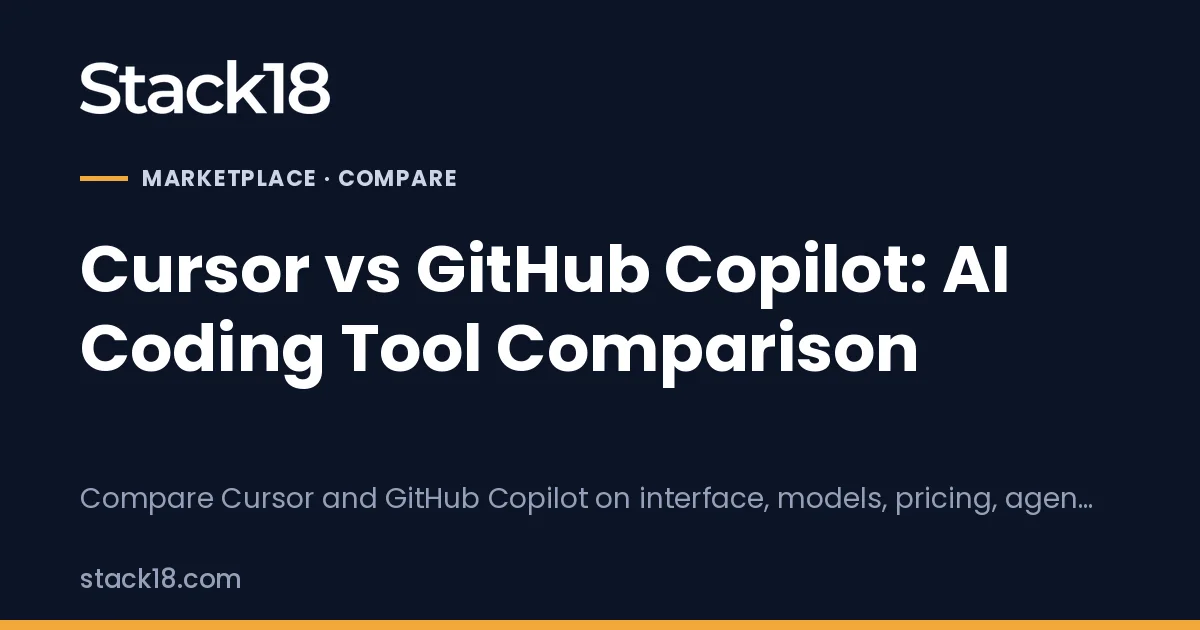 Stack18
MARKETPLACE · COMPARE
Cursor vs GitHub Copilot: AI
Coding Tool Comparison
Compare Cursor and GitHub Copilot on interface, models, pricing, agen...
stack18.com